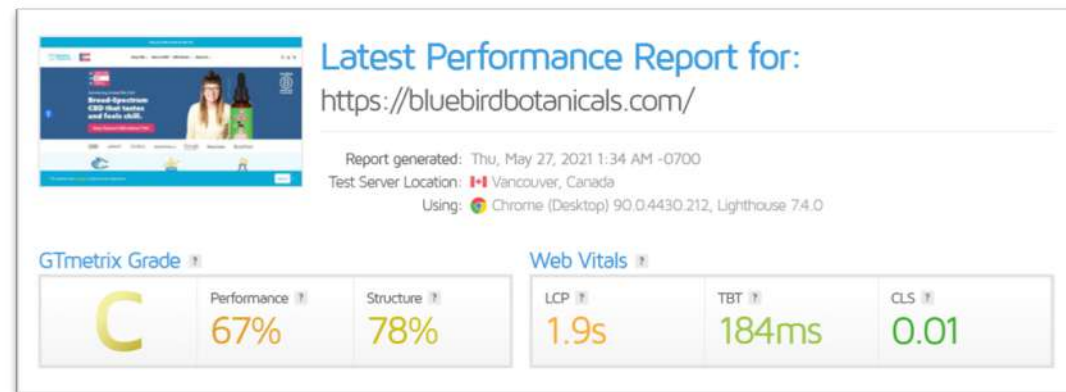 Latest Performance Report for:
https://bluebirdbotanicals.com/
Broad-Spectrum
CBD that tastes
and feels chill.
Report generated: Thu, May 27, 2021 1:34 AM -0700
Test Server Location: Vancouver, Canada
Using: Chrome (Desktop) 90.0.4430.212, Lighthouse 7.4.0
GTmetrix Grade ?
Web Vitals ?
C
Performance ?
67%
Structure ?
78%
LCP ?
1.9s
TBT ?
184ms
CLS ?
0.01